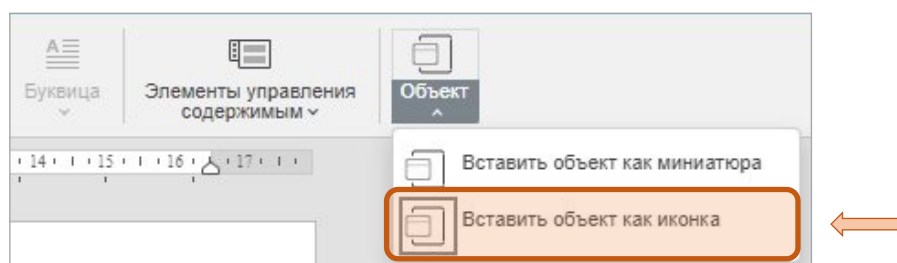 Буквица
Элементы управления
содержимым
Объект
14 15 16 17
Вставить объект как миниатюра
Вставить объект как иконка